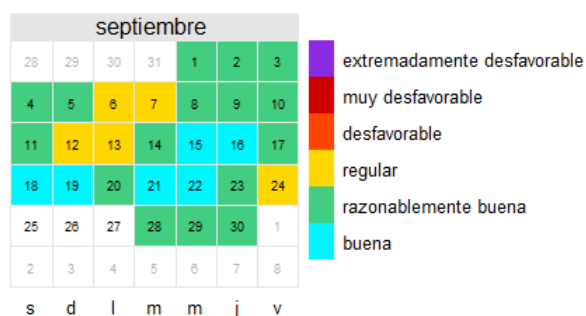 septiembre
28 29 30 31 1 2 3
4 5 6 7 8 9 10
11 12 13 14 15 16 17
18 19 20 21 22 23 24
25 26 27 28 29 30 1
2 3 4 5 6 7 8
s d l m m j v
extremadamente desfavorable
muy desfavorable
desfavorable
regular
razonablemente buena
buena